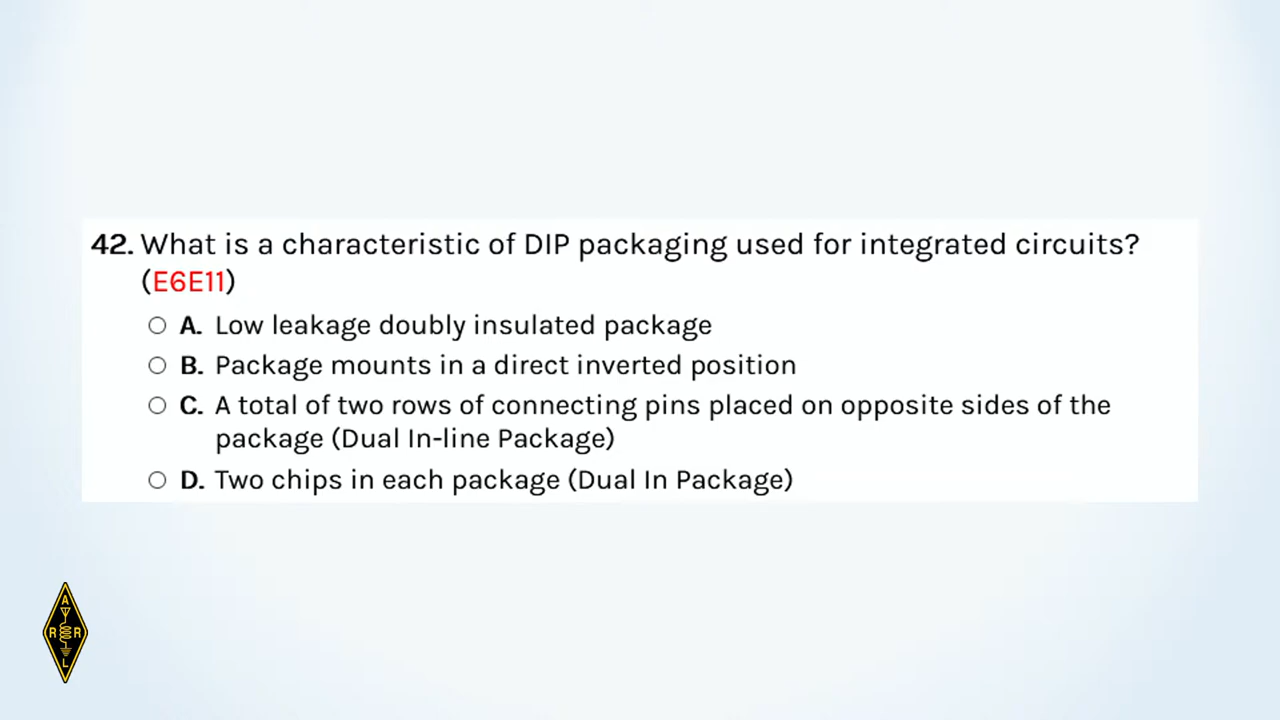 42. What is a characteristic of DIP packaging used for integrated circuits?
(E6E11)
A. Low leakage doubly insulated package
B. Package mounts in a direct inverted position
C. A total of two rows of connecting pins placed on opposite sides of the
package (Dual In-line Package)
D. Two chips in each package (Dual In Package)
A
R R
L